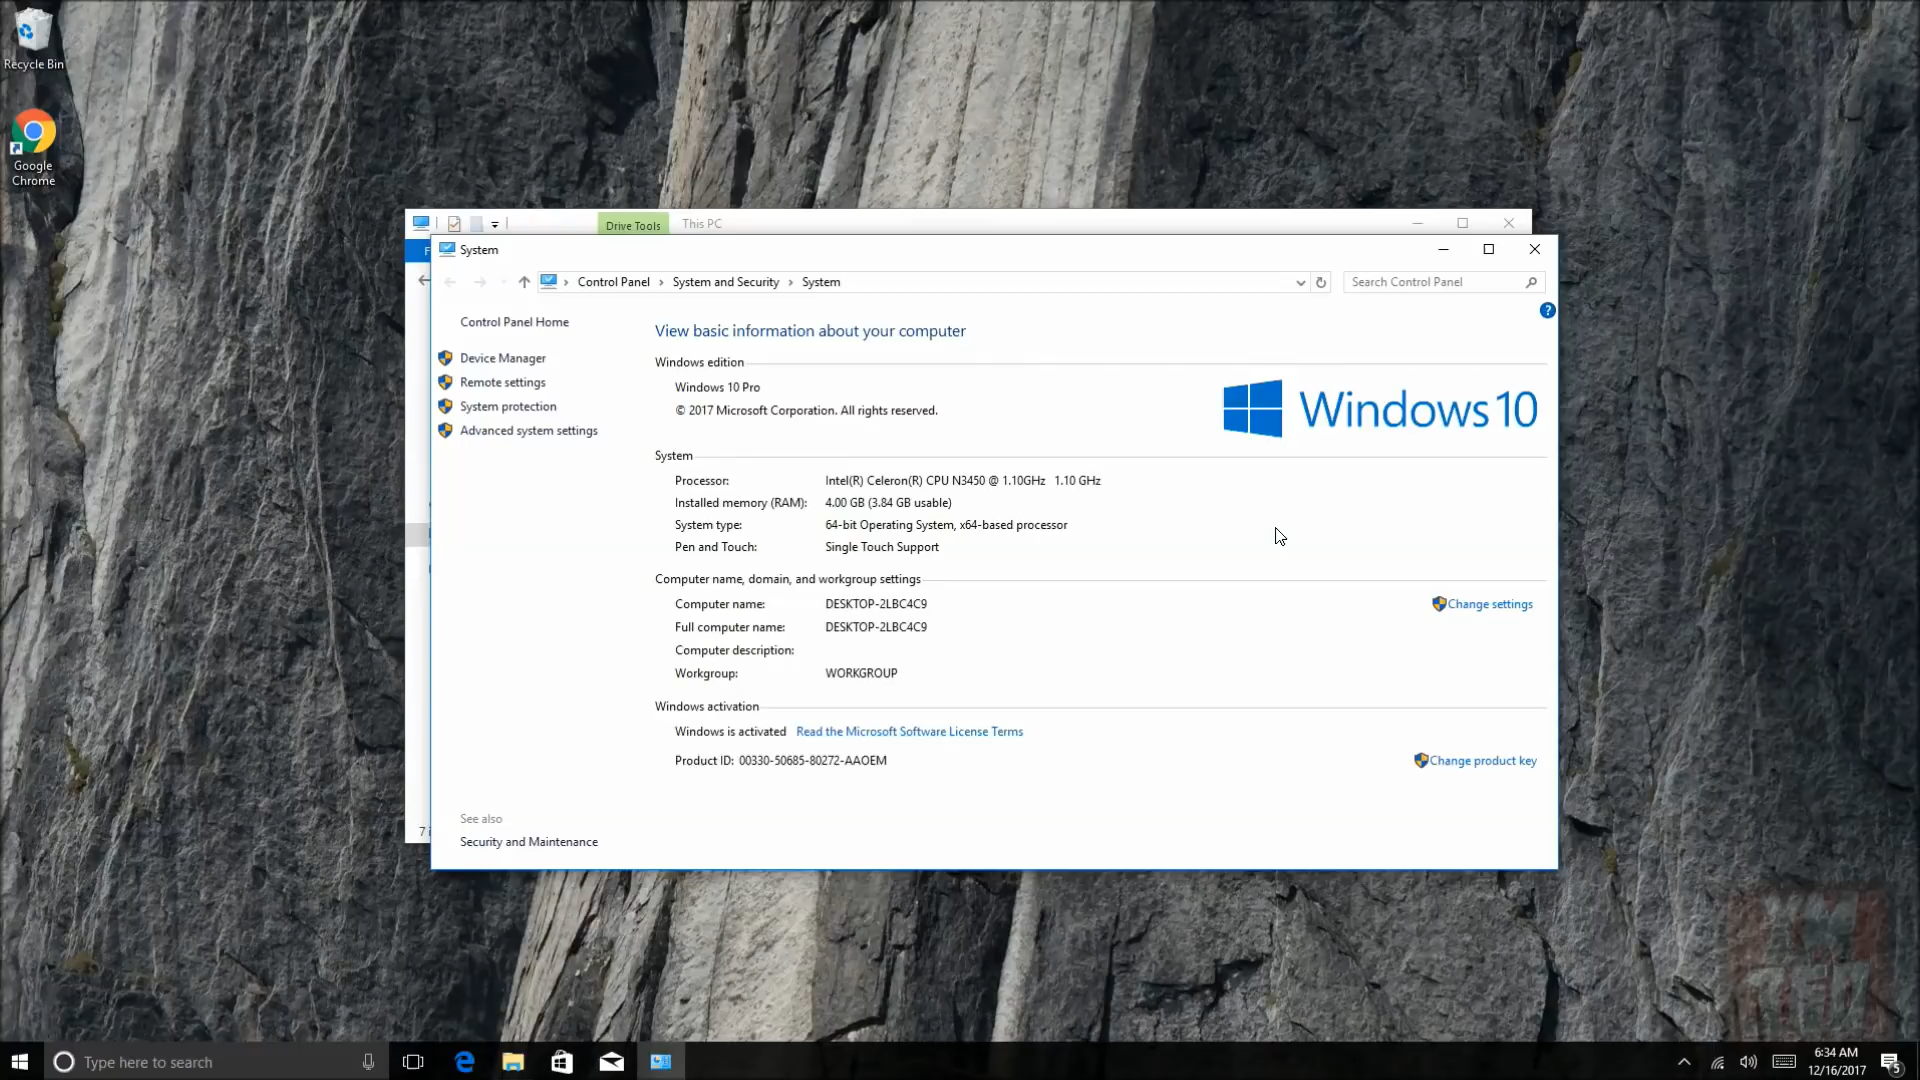 Recycle Bin
Google
Chrome
Drive Tools
This PC
F
System
Control Panel
System and Security
System
Search Control Panel
?
Control Panel Home
Device Manager
Remote settings
System protection
Advanced system settings
View basic information about your computer
Windows edition
Windows 10 Pro
© 2017 Microsoft Corporation. All rights reserved.
Windows 10
System
Processor: Intel(R) Celeron(R) CPU N3450 @ 1.10GHz 1.10 GHz
Installed memory (RAM): 4.00 GB (3.84 GB usable)
System type: 64-bit Operating System, x64-based processor
Pen and Touch: Single Touch Support
Computer name, domain, and workgroup settings
Computer name: DESKTOP-2LBC4C9
Change settings
Full computer name: DESKTOP-2LBC4C9
Computer description:
Workgroup: WORKGROUP
Windows activation
Windows is activated Read the Microsoft Software License Terms
Product ID: 00330-50685-80272-AAOEM
Change product key
See also
7 i
Security and Maintenance
Type here to search
6:34 AM
12/16/2017
5